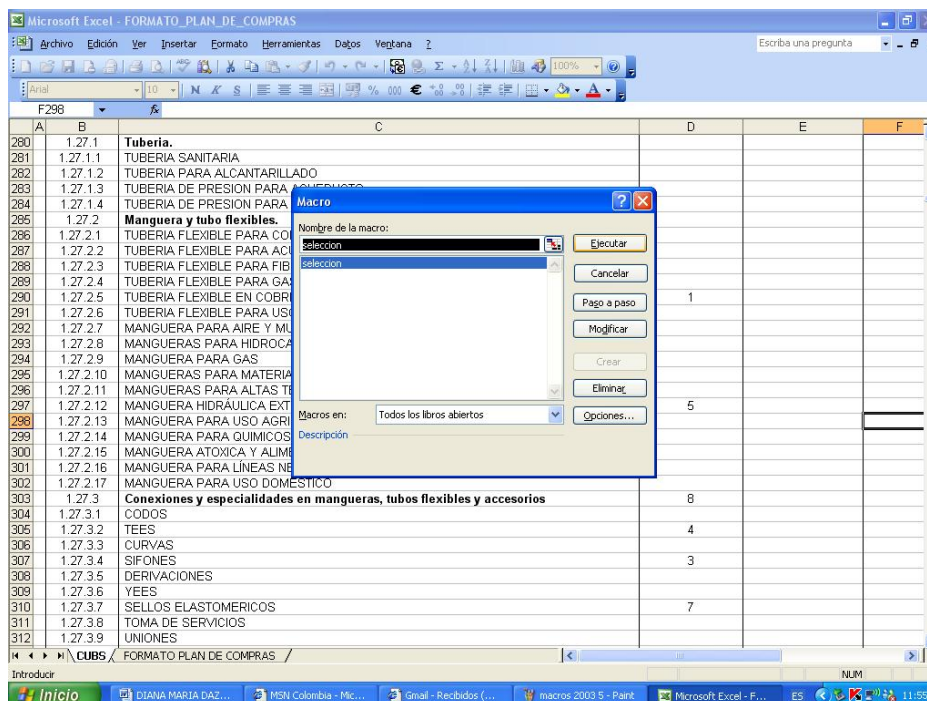 Microsoft Excel - FORMATO_PLAN_DE_COMPRAS
Archivo Edición Ver Insertar Formato Herramientas Datos Ventana ? Escriba una pregunta
100%
Arial 10 N K S % 000 €
F298 fx
A B C D E F
280 1.27.1 Tuberia.
281 1.27.1.1 TUBERIA SANITARIA
282 1.27.1.2 TUBERIA PARA ALCANTARILLADO
283 1.27.1.3 TUBERIA DE PRESION PARA ACUEDUCTO
284 1.27.1.4 TUBERIA DE PRESION PARA
285 1.27.2 Manguera y tubo flexibles.
286 1.27.2.1 TUBERIA FLEXIBLE PARA CO
287 1.27.2.2 TUBERIA FLEXIBLE PARA ACU
288 1.27.2.3 TUBERIA FLEXIBLE PARA FIB
289 1.27.2.4 TUBERIA FLEXIBLE PARA GA
290 1.27.2.5 TUBERIA FLEXIBLE EN COBR 1
291 1.27.2.6 TUBERIA FLEXIBLE PARA USO
292 1.27.2.7 MANGUERA PARA AIRE Y MU
293 1.27.2.8 MANGUERAS PARA HIDROCA
294 1.27.2.9 MANGUERA PARA GAS
295 1.27.2.10 MANGUERAS PARA MATERIA
296 1.27.2.11 MANGUERAS PARA ALTAS TE
297 1.27.2.12 MANGUERA HIDRÁULICA EXT 5
298 1.27.2.13 MANGUERA PARA USO AGRI
299 1.27.2.14 MANGUERA PARA QUIMICOS
300 1.27.2.15 MANGUERA ATOXICA Y ALIME
301 1.27.2.16 MANGUERA PARA LÍNEAS NE
302 1.27.2.17 MANGUERA PARA USO DOMESTICO
303 1.27.3 Conexiones y especialidades en mangueras, tubos flexibles y accesorios 8
304 1.27.3.1 CODOS
305 1.27.3.2 TEES 4
306 1.27.3.3 CURVAS
307 1.27.3.4 SIFONES 3
308 1.27.3.5 DERIVACIONES
309 1.27.3.6 YEES
310 1.27.3.7 SELLOS ELASTOMERICOS 7
311 1.27.3.8 TOMA DE SERVICIOS
312 1.27.3.9 UNIONES
Macro
Nombre de la macro:
seleccion
seleccion
Ejecutar
Cancelar
Paso a paso
Modificar
Crear
Eliminar
Opciones...
Macros en: Todos los libros abiertos
Descripción
CUBS FORMATO PLAN DE COMPRAS
Introducir NUM
Inicio DIANA MARIA DAZ... MSN Colombia - Mic... Gmail - Recibidos (... macros 2003 5 - Paint Microsoft Excel - F... ES 11:55